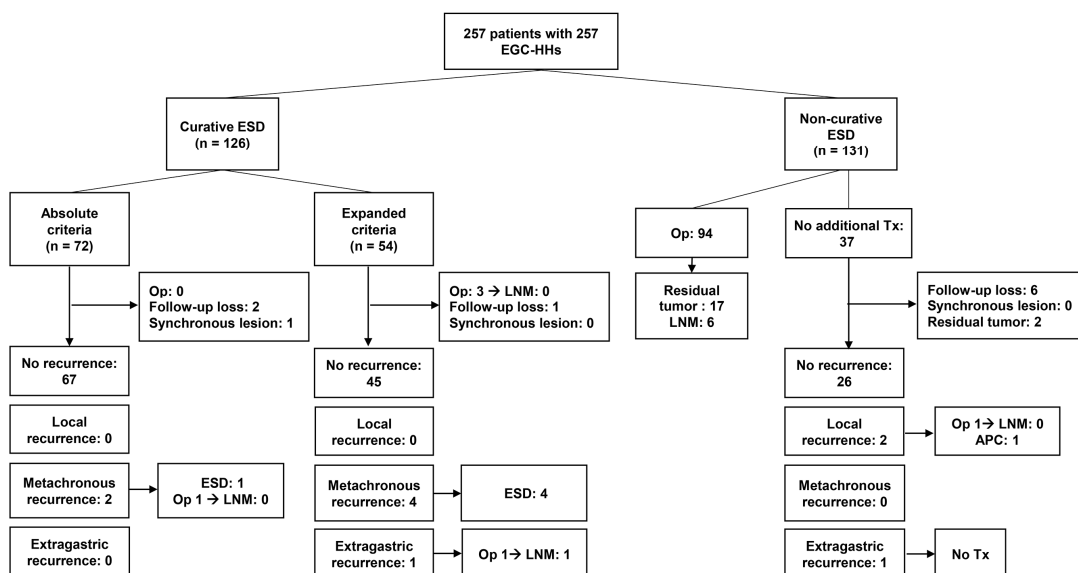 257 patients with 257
EGC-HHs
Curative ESD
(n = 126)
Non-curative
ESD
(n = 131)
Absolute
criteria
(n = 72)
Expanded
criteria
(n = 54)
Op: 94
No additional Tx:
37
Op: 0
Follow-up loss: 2
Synchronous lesion: 1
Op: 3 → LNM: 0
Follow-up loss: 1
Synchronous lesion: 0
Residual
tumor : 17
LNM: 6
Follow-up loss: 6
Synchronous lesion: 0
Residual tumor: 2
No recurrence:
67
No recurrence:
45
No recurrence:
26
Local
recurrence: 0
Local
recurrence: 0
Local
recurrence: 2
Op 1→ LNM: 0
APC: 1
Metachronous
recurrence: 2
ESD: 1
Op 1 → LNM: 0
Metachronous
recurrence: 4
ESD: 4
Metachronous
recurrence: 0
Extragastric
recurrence: 0
Extragastric
recurrence: 1
Op 1→ LNM: 1
Extragastric
recurrence: 1
No Tx